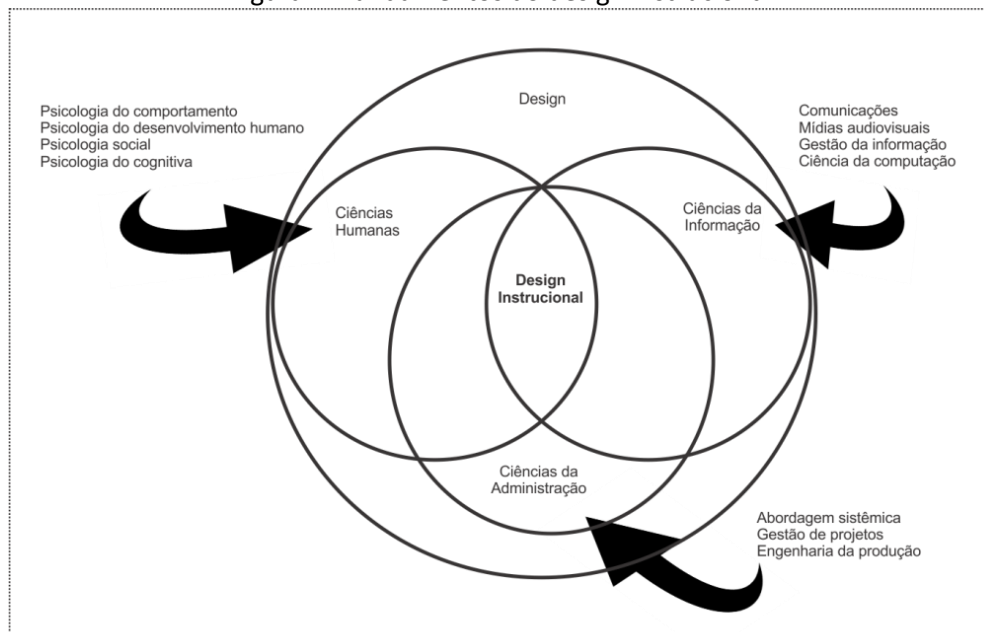 Design
Psicologia do comportamento
Psicologia do desenvolvimento humano
Psicologia social
Psicologia do cognitiva
Comunicações
Mídias audiovisuais
Gestão da informação
Ciência da computação
Ciências
Humanas
Ciências da
Informação
Design
Instrucional
Ciências da
Administração
Abordagem sistêmica
Gestão de projetos
Engenharia da produção